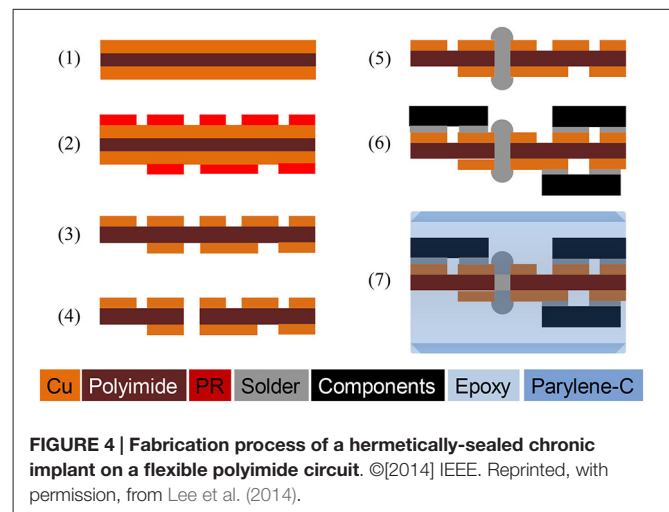 (1)
(2)
(3)
(4)
(5)
(6)
(7)
Cu Polyimide PR Solder Components Epoxy Parylene-C
FIGURE 4 | Fabrication process of a hermetically-sealed chronic
implant on a flexible polyimide circuit. ©[2014] IEEE. Reprinted, with
permission, from Lee et al. (2014).